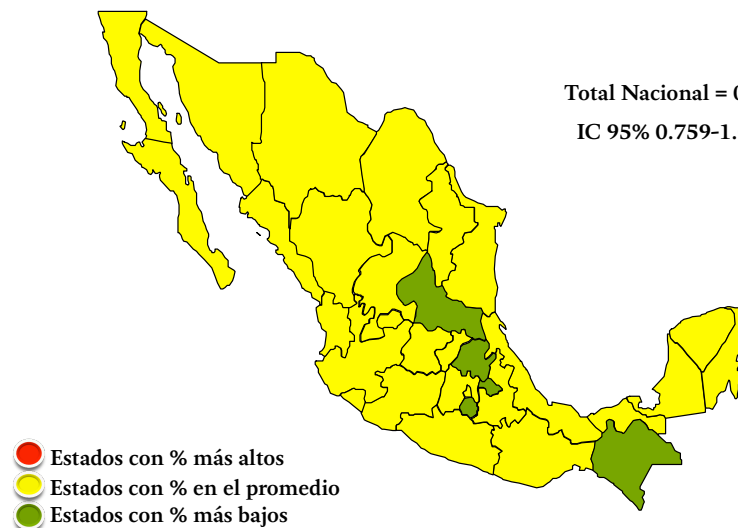 Total Nacional = 0
IC 95% 0.759-1.
Estados con % más altos
Estados con % en el promedio
Estados con % más bajos